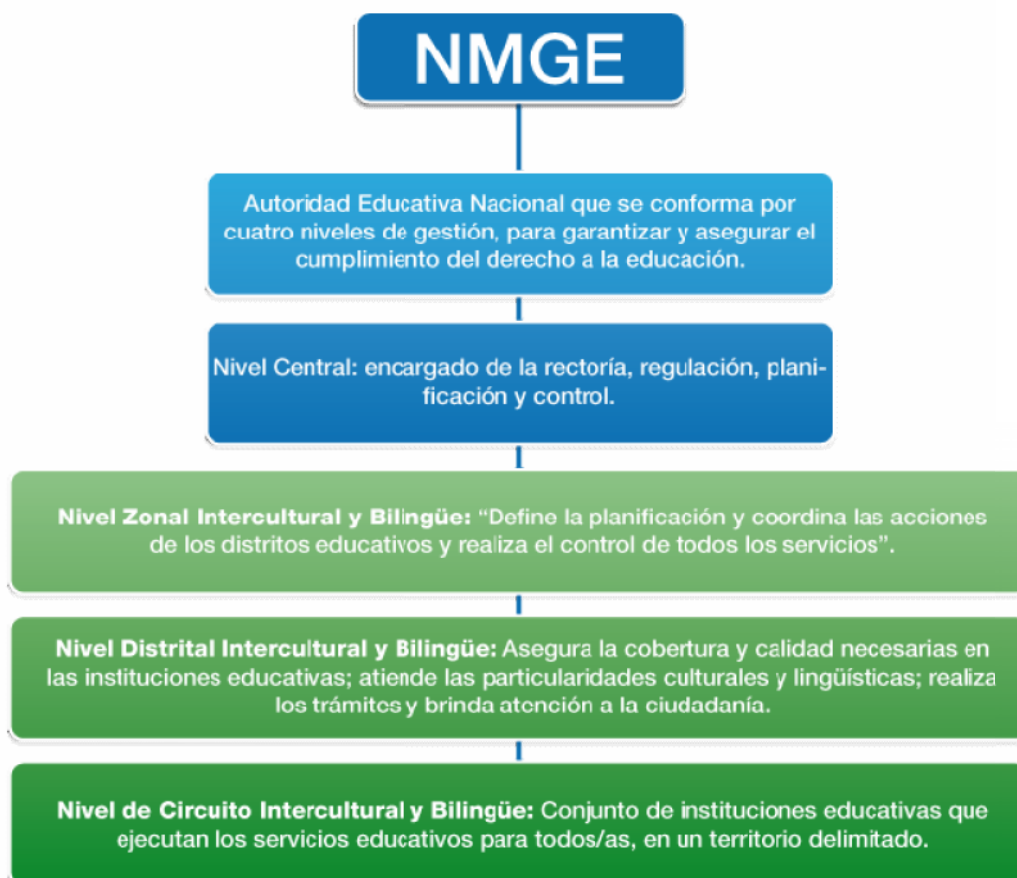 NMGE
Autoridad Educativa Nacional que se conforma por
cuatro niveles de gestión, para garantizar y asegurar el
cumplimiento del derecho a la educación.
Nivel Central: encargado de la rectoría, regulación, plani-
ficación y control.
Nivel Zonal Intercultural y Bilingüe: “Define la planificación y coordina las acciones
de los distritos educativos y realiza el control de todos los servicios”.
Nivel Distrital Intercultural y Bilingüe: Asegura la cobertura y calidad necesarias en
las instituciones educativas; atiende las particularidades culturales y lingüísticas; realiza
los trámites y brinda atención a la ciudadanía.
Nivel de Circuito Intercultural y Bilingüe: Conjunto de instituciones educativas que
ejecutan los servicios educativos para todos/as, en un territorio delimitado.